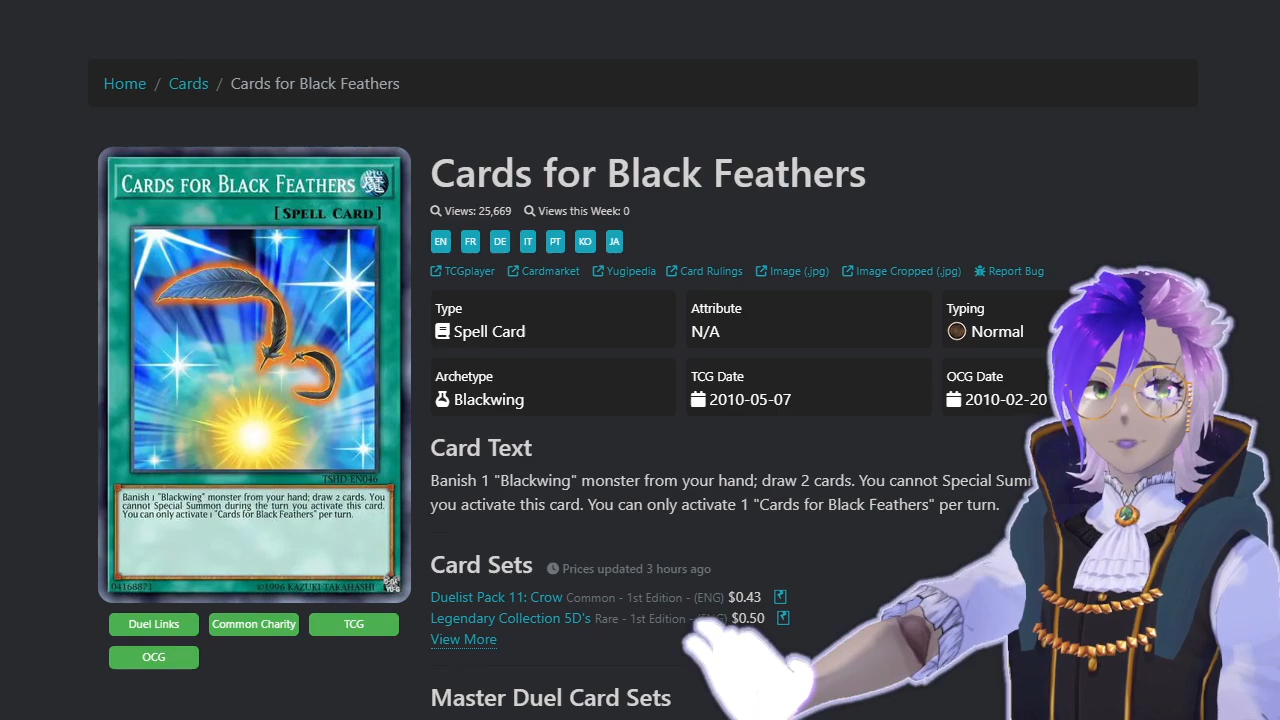 Home / Cards / Cards for Black Feathers
CARDS FOR BLACK FEATHERS 魔
[ SPELL CARD ]
TSHD-EN046
Banish 1 "Blackwing" monster from your hand; draw 2 cards. You
cannot Special Summon during the turn you activate this card.
You can only activate 1 "Cards for Black Feathers" per turn.
04168871 ©1996 KAZUKI TAKAHASHI
Duel Links Common Charity TCG
OCG
Cards for Black Feathers
Views: 25,669 Views this Week: 0
EN FR DE IT PT KO JA
TCGplayer Cardmarket Yugipedia Card Rulings Image (.jpg) Image Cropped (.jpg) Report Bug
Type Attribute Typing
Spell Card N/A Normal
Archetype TCG Date OCG Date
Blackwing 2010-05-07 2010-02-20
Card Text
Banish 1 "Blackwing" monster from your hand; draw 2 cards. You cannot Special
you activate this card. You can only activate 1 "Cards for Black Feathers" per turn.
Card Sets Prices updated 3 hours ago
Duelist Pack 11: Crow Common - 1st Edition - (ENG) $0.43
Legendary Collection 5D's Rare - 1st Edition - $0.50
View More
Master Duel Card Sets